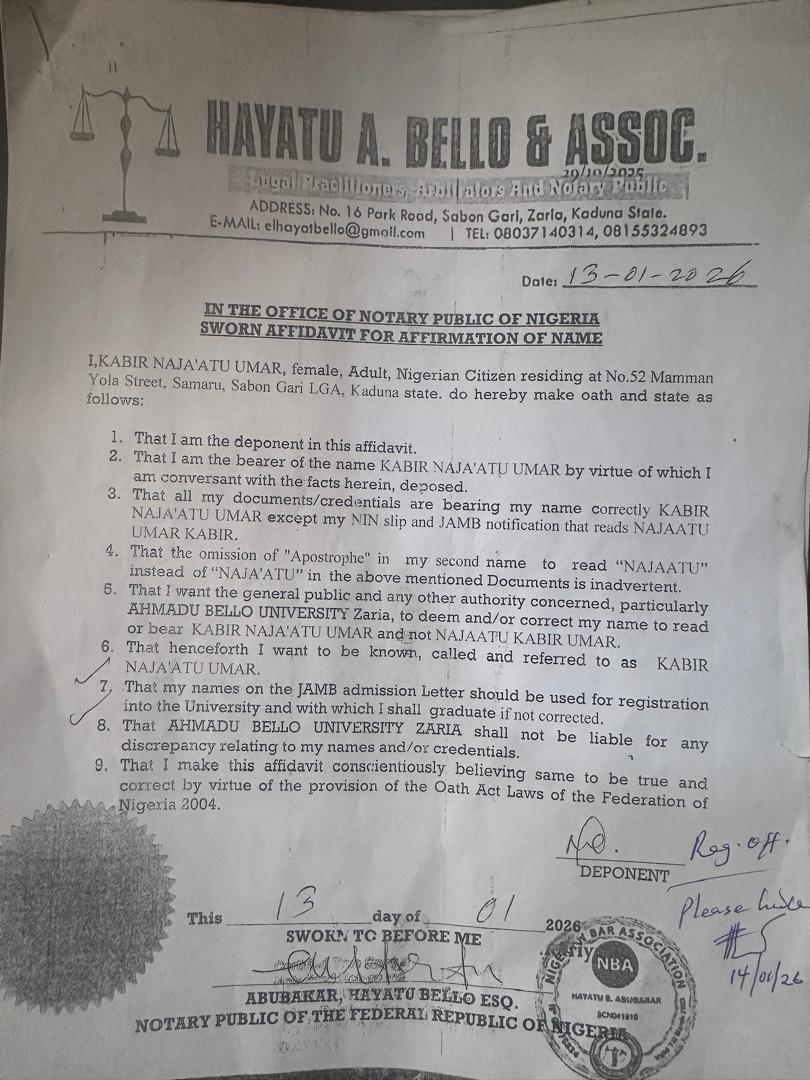 HAYATU A. BELLO & ASSOC.
29/10/2025
Legal Practitioners, Arbitrators And Notary Public
ADDRESS: No. 16 Park Road, Sabon Gari, Zaria, Kaduna State.
E-MAIL: elhayatbello@gmail.com | TEL: 08037140314, 08155324893
Date: 13-01-2026
IN THE OFFICE OF NOTARY PUBLIC OF NIGERIA
SWORN AFFIDAVIT FOR AFFIRMATION OF NAME
I,KABIR NAJA'ATU UMAR, female, Adult, Nigerian Citizen residing at No.52 Mamman
Yola Street, Samaru, Sabon Gari LGA, Kaduna state. do hereby make oath and state as
follows:
1. That I am the deponent in this affidavit.
2. That I am the bearer of the name KABIR NAJA'ATU UMAR by virtue of which I
am conversant with the facts herein, deposed.
3. That all my documents/credentials are bearing my name correctly KABIR
NAJA'ATU UMAR except my NIN slip and JAMB notification that reads NAJAATU
UMAR KABIR.
4. That the omission of "Apostrophe" in my second name to read "NAJAATU"
instead of "NAJA'ATU" in the above mentioned Documents is inadvertent.
5. That I want the general public and any other authority concerned, particularly
AHMADU BELLO UNIVERSITY Zaria, to deem and/or correct my name to read
or bear KABIR NAJA'ATU UMAR and not NAJAATU KABIR UMAR.
6. That henceforth I want to be known, called and referred to as KABIR
NAJA'ATU UMAR.
7. That my names on the JAMB admission Letter should be used for registration
into the University and with which I shall graduate if not corrected.
8. That AHMADU BELLO UNIVERSITY ZARIA shall not be liable for any
discrepancy relating to my names and/or credentials.
9. That I make this affidavit conscientiously believing same to be true and
correct by virtue of the provision of the Oath Act Laws of the Federation of
Nigeria 2004.
DEPONENT
Reg. Off.
Please
14/01/26
This 13 day of 01 2026
SWORN TO BEFORE ME
ABUBAKAR, HAYATU BELLO ESQ.
NOTARY PUBLIC OF THE FEDERAL REPUBLIC OF NIGERIA
BAR ASSOCIATION
NBA
HAYATU B. ABUBAKAR